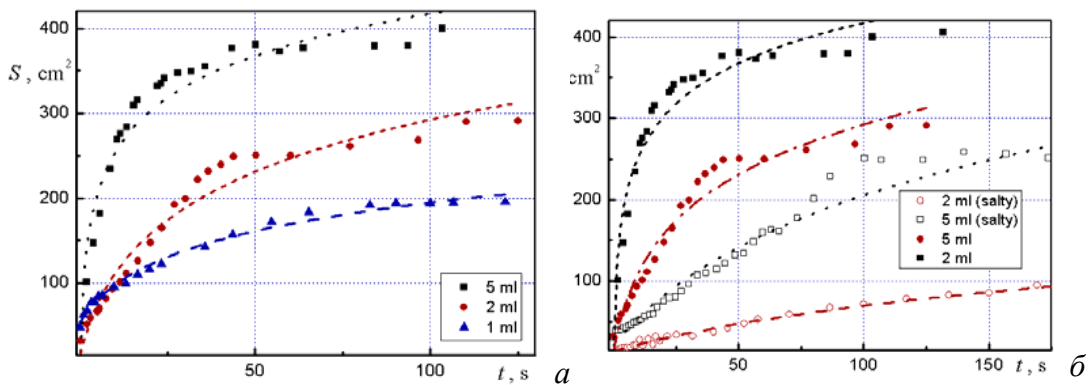 400
S , cm²
300
200
100
5 ml
2 ml
1 ml
50
100
t , s
а
400
cm²
300
200
100
2 ml (salty)
5 ml (salty)
5 ml
2 ml
50
100
150
t , s
б